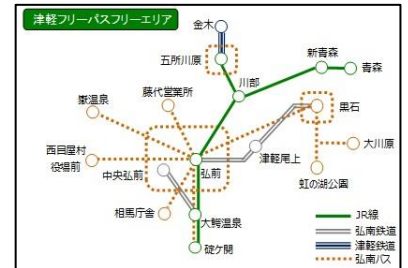 津軽フリーパスフリーエリア
金木
五所川原
新青森
青森
川部
藤代営業所
嶽温泉
黒石
西目屋村
役場前
中央弘前
弘前
津軽尾上
大川原
虹の湖公園
相馬庁舎
大鰐温泉
碇ケ関
JR線
弘南鉄道
津軽鉄道
弘南バス